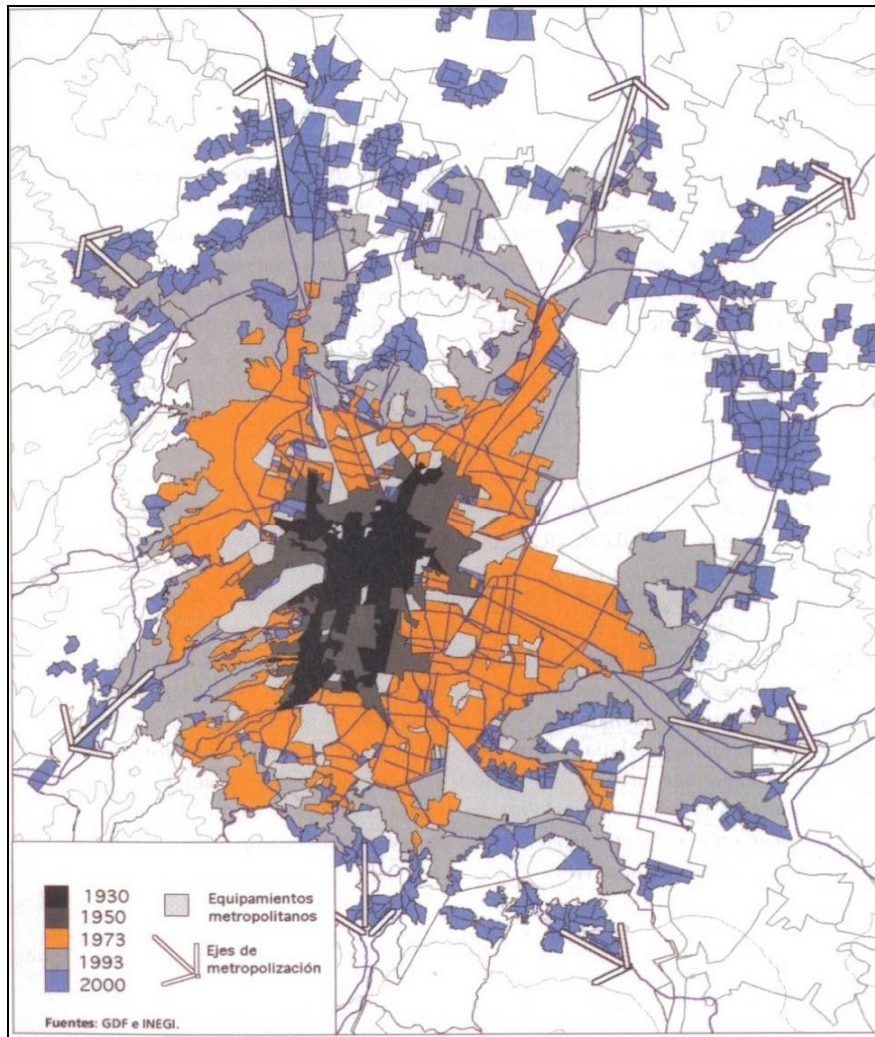 1930
1950
1973
1993
2000
Equipamientos
metropolitanos
Ejes de
metropolización
Fuentes: GDF e INEGI.